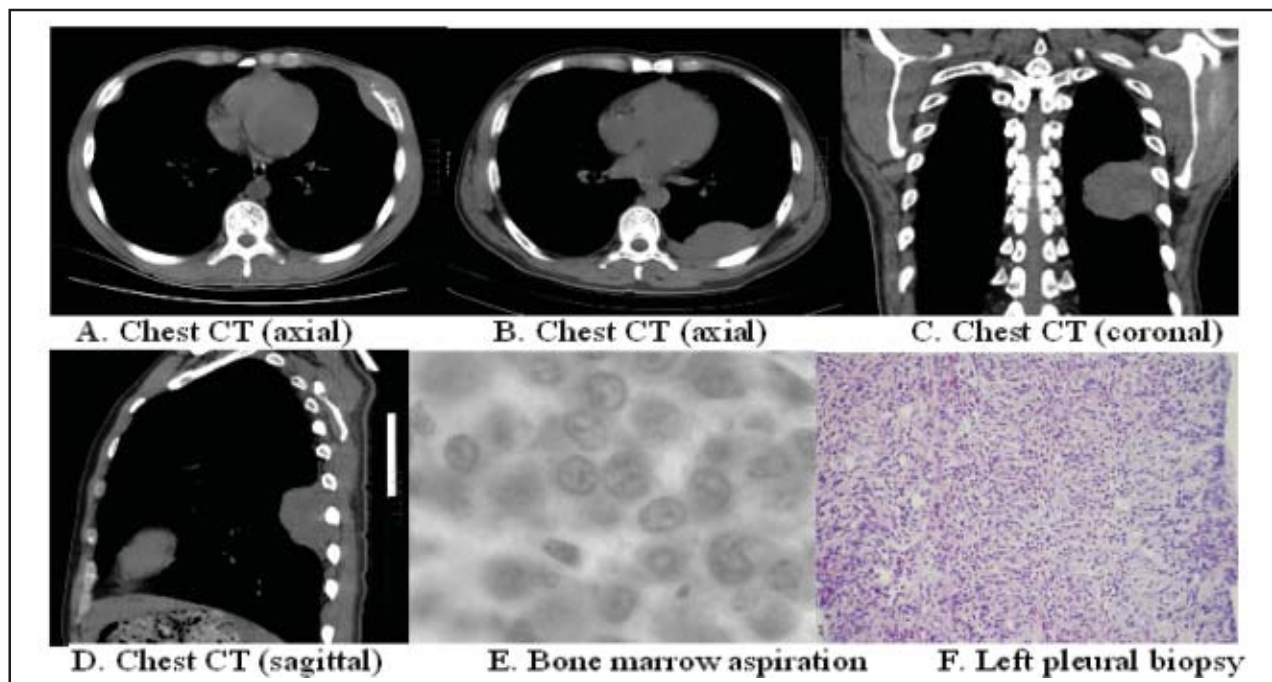 A. Chest CT (axial)
B. Chest CT (axial)
C. Chest CT (coronal)
D. Chest CT (sagittal)
E. Bone marrow aspiration
F. Left pleural biopsy